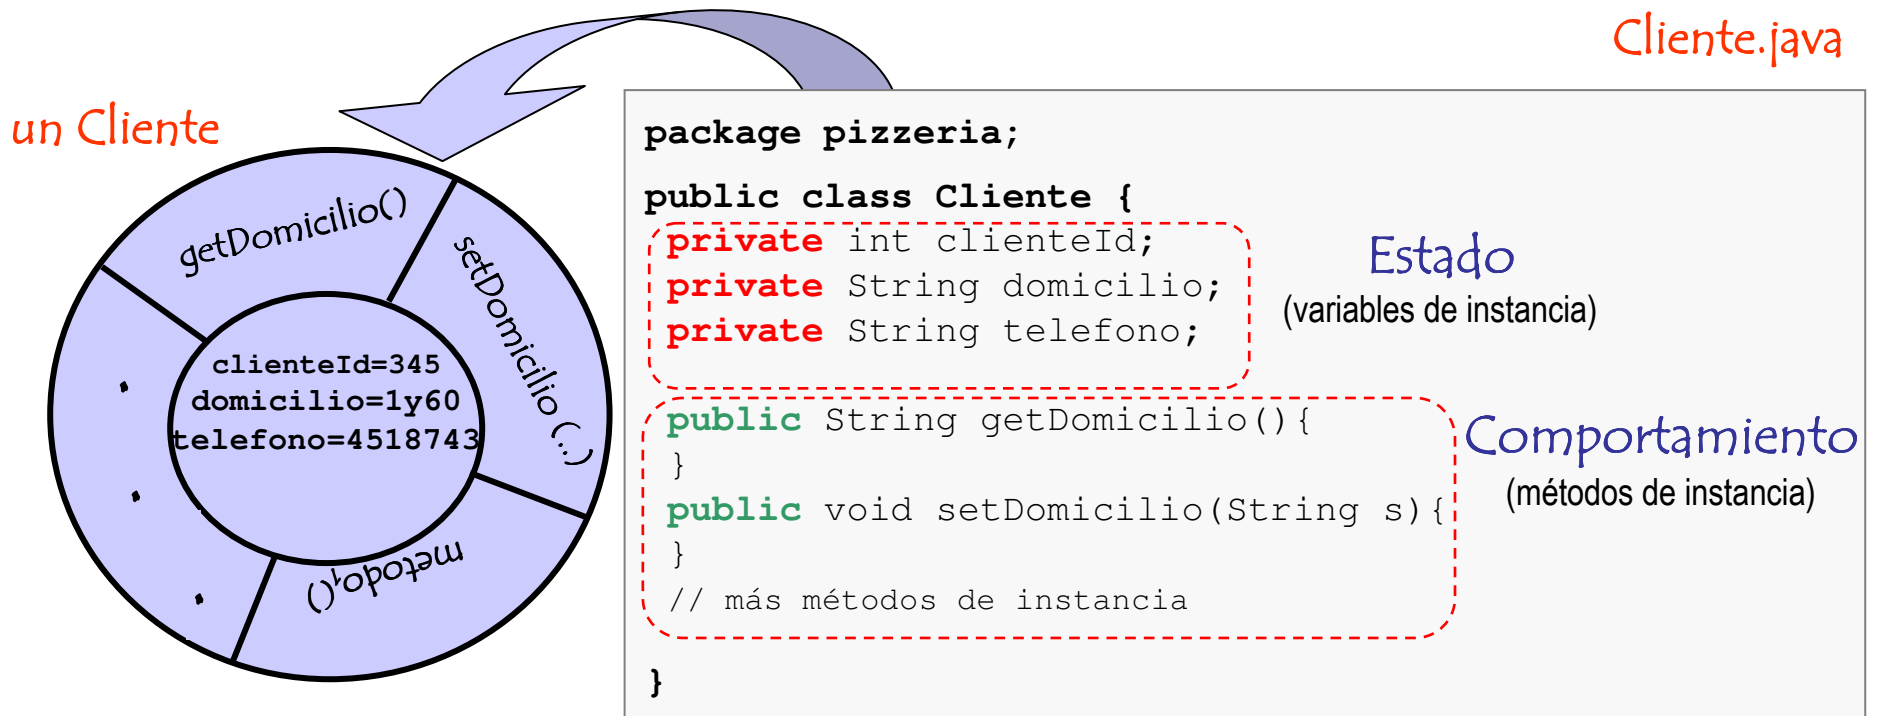 Cliente.java
un Cliente
getDomicilio()
setDomicilio (..)
clienteId=345
domicilio=1y60
telefono=4518743
metodo1()
package pizzeria;
public class Cliente {
private int clienteId;
private String domicilio;
private String telefono;
Estado
(variables de instancia)
public String getDomicilio(){
}
public void setDomicilio(String s){
}
// más métodos de instancia
Comportamiento
(métodos de instancia)
}